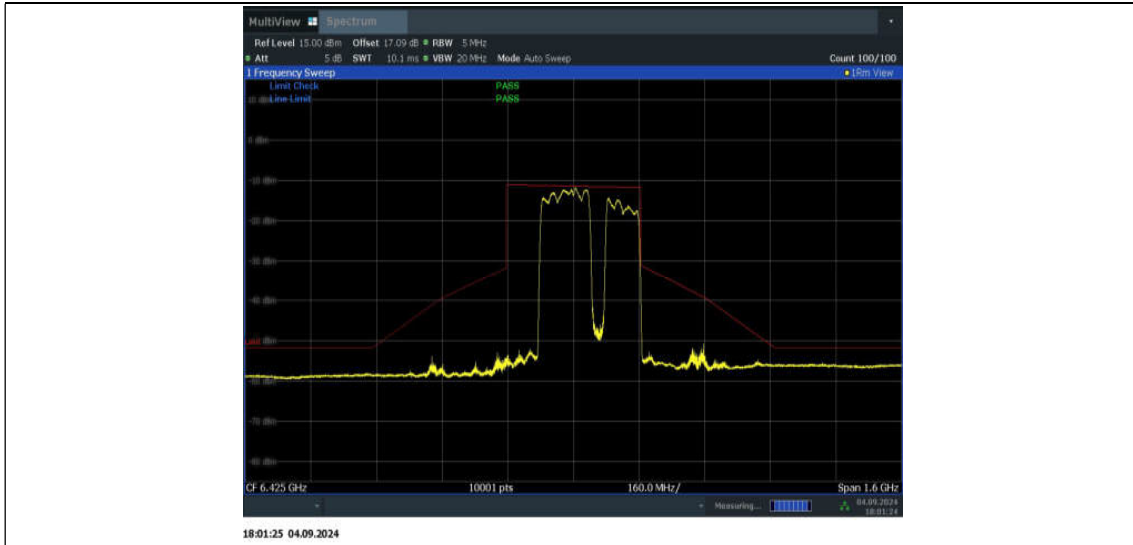 MultiView Spectrum
Ref Level 15.00 dBm Offset 17.09 dB RBW 5 MHz
Att 5 dB SWT 10.1 ms VBW 20 MHz Mode Auto Sweep Count 100/100
1 Frequency Sweep 1Rm View
Limit Check PASS
Line Limit PASS
0 dBm
-10 dBm
-20 dBm
-30 dBm
-40 dBm
-60 dBm
-70 dBm
-80 dBm
CF 6.425 GHz 10001 pts 160.0 MHz/ Span 1.6 GHz
Measuring... 04.09.2024
18:01:24
18:01:25 04.09.2024